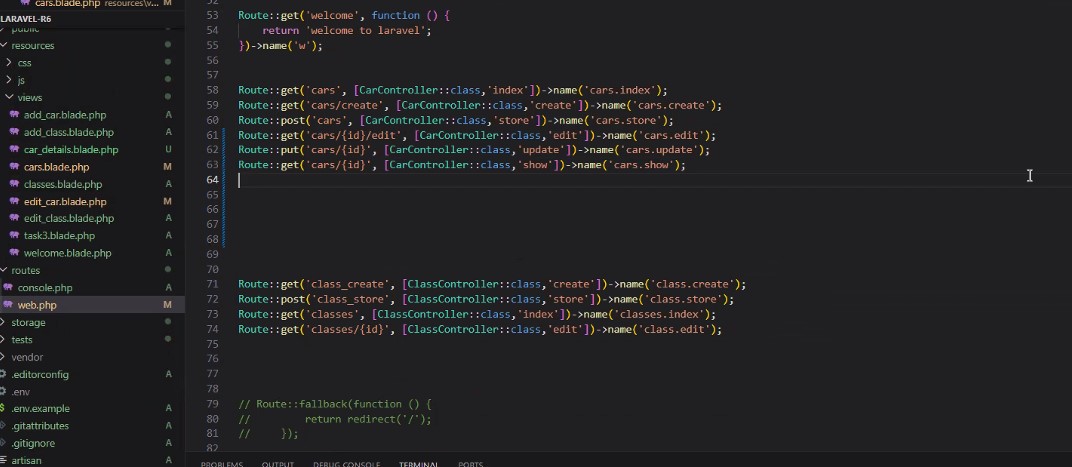 cars.blade.php resources\v... M
LARAVEL-R6
public
resources
css
js
views
add_car.blade.php A
add_class.blade.php A
car_details.blade.php U
cars.blade.php M
classes.blade.php A
edit_car.blade.php M
edit_class.blade.php A
task3.blade.php A
welcome.blade.php A
routes
console.php A
web.php M
storage
tests
vendor
.editorconfig A
.env
.env.example A
.gitattributes A
.gitignore A
artisan A
52
53 Route::get('welcome', function () {
54 return 'welcome to laravel';
55 })->name('w');
56
57
58 Route::get('cars', [CarController::class,'index'])->name('cars.index');
59 Route::get('cars/create', [CarController::class,'create'])->name('cars.create');
60 Route::post('cars', [CarController::class,'store'])->name('cars.store');
61 Route::get('cars/{id}/edit', [CarController::class,'edit'])->name('cars.edit');
62 Route::put('cars/{id}', [CarController::class,'update'])->name('cars.update');
63 Route::get('cars/{id}', [CarController::class,'show'])->name('cars.show');
64
65
66
67
68
69
70
71 Route::get('class_create', [ClassController::class,'create'])->name('class.create');
72 Route::post('class_store', [ClassController::class,'store'])->name('class.store');
73 Route::get('classes', [ClassController::class,'index'])->name('classes.index');
74 Route::get('classes/{id}', [ClassController::class,'edit'])->name('class.edit');
75
76
77
78
79 // Route::fallback(function () {
80 // return redirect('/');
81 // });
82
PROBLEMS OUTPUT DEBUG CONSOLE TERMINAL PORTS